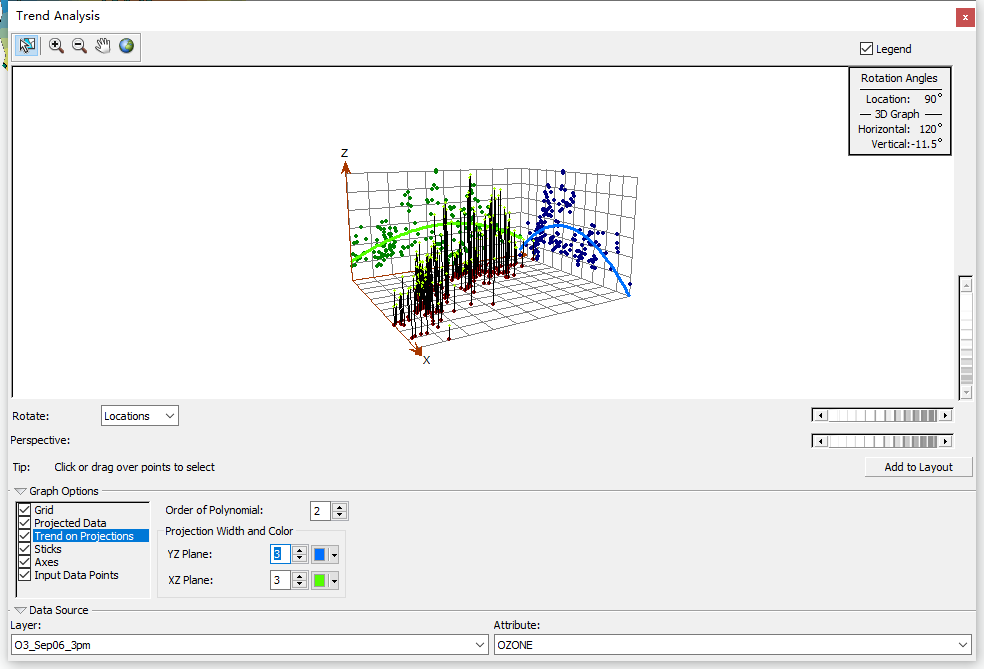 Trend Analysis
x
Legend
Rotation Angles
Location: 90°
3D Graph
Horizontal: 120°
Vertical:-11.5°
Z
X
Rotate: Locations
Perspective:
Tip: Click or drag over points to select
Add to Layout
Graph Options
Grid
Projected Data
Trend on Projections
Sticks
Axes
Input Data Points
Order of Polynomial: 2
Projection Width and Color
YZ Plane: 3
XZ Plane: 3
Data Source
Layer: Attribute:
O3_Sep06_3pm OZONE